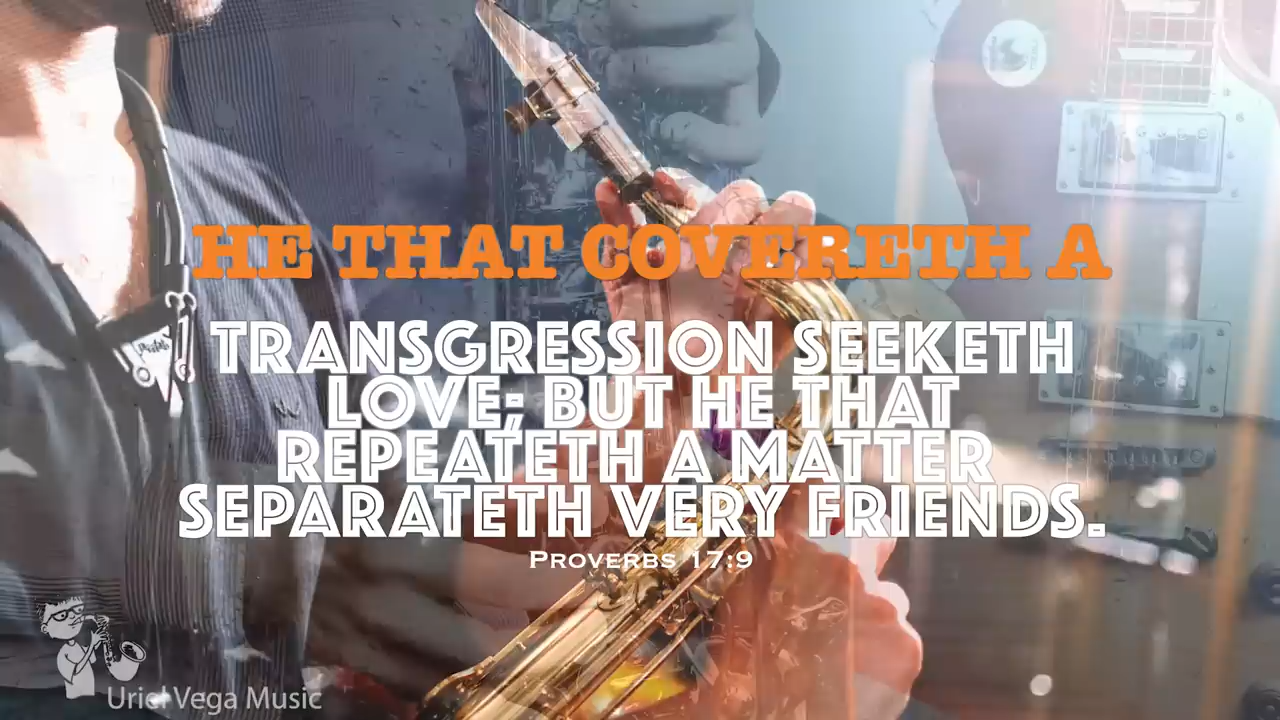 HE THAT COVERETH A
TRANSGRESSION SEEKETH
LOVE; BUT HE THAT
REPEATETH A MATTER
SEPARATETH VERY FRIENDS.
PROVERBS 17:9
Uriel Vega Music